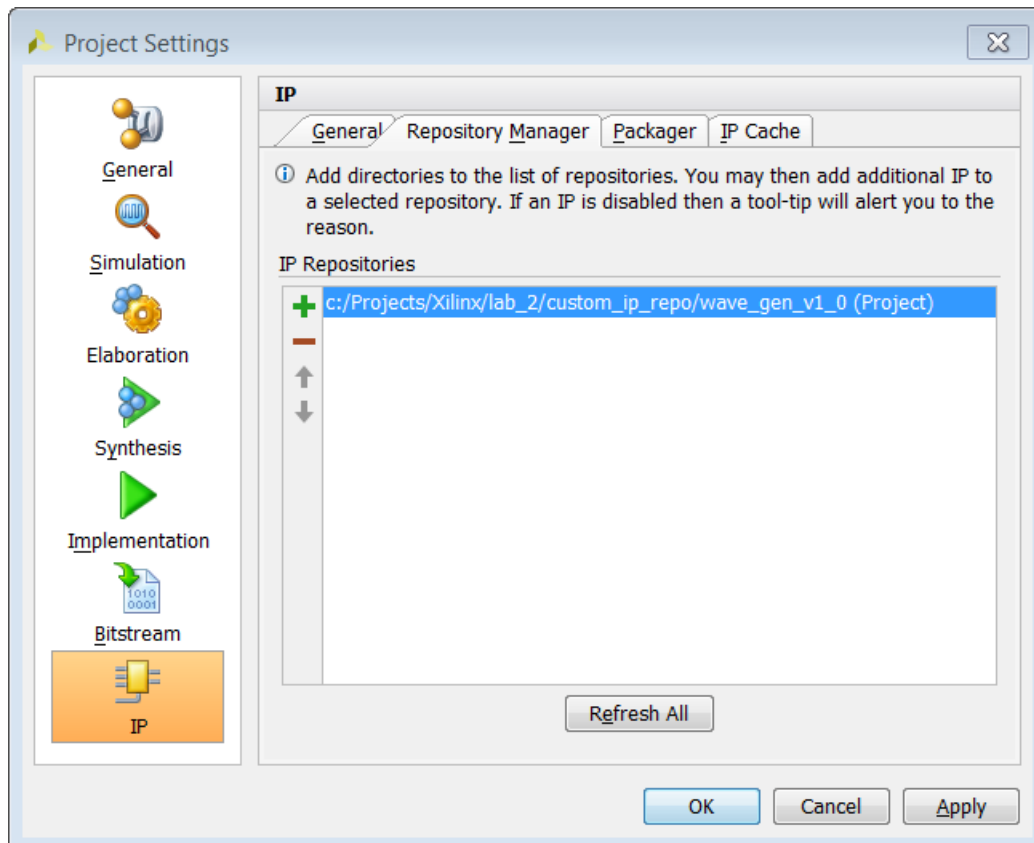 Project Settings
General
Simulation
Elaboration
Synthesis
Implementation
1010
0001
Bitstream
IP
IP
General
Repository Manager
Packager
IP Cache
Add directories to the list of repositories. You may then add additional IP to
a selected repository. If an IP is disabled then a tool-tip will alert you to the
reason.
IP Repositories
c:/Projects/Xilinx/lab_2/custom_ip_repo/wave_gen_v1_0 (Project)
Refresh All
OK
Cancel
Apply